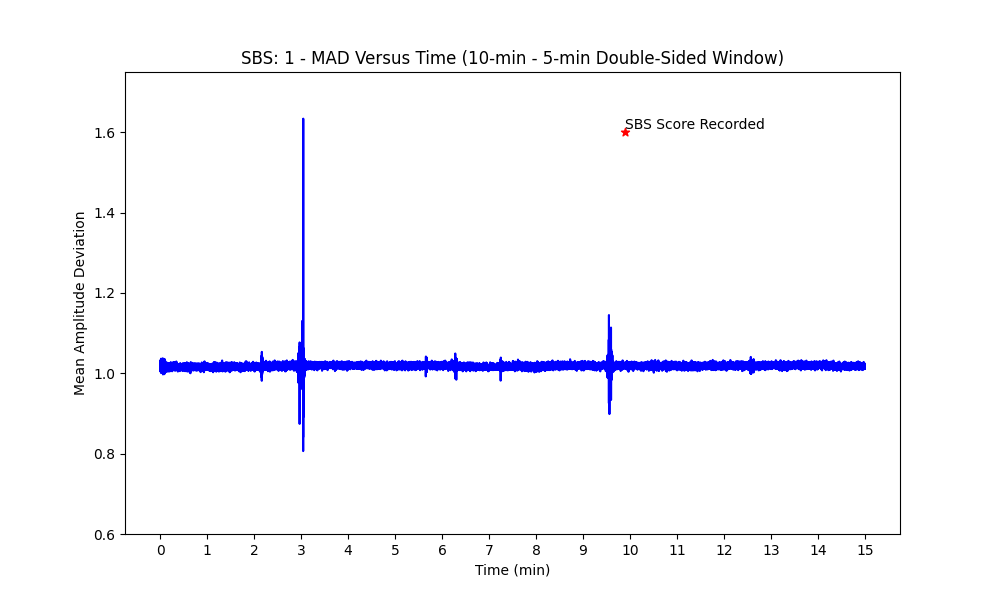 SBS: 1 - MAD Versus Time (10-min - 5-min Double-Sided Window)
SBS Score Recorded
Mean Amplitude Deviation
1.6
1.4
1.2
1.0
0.8
0.6
0 1 2 3 4 5 6 7 8 9 10 11 12 13 14 15
Time (min)